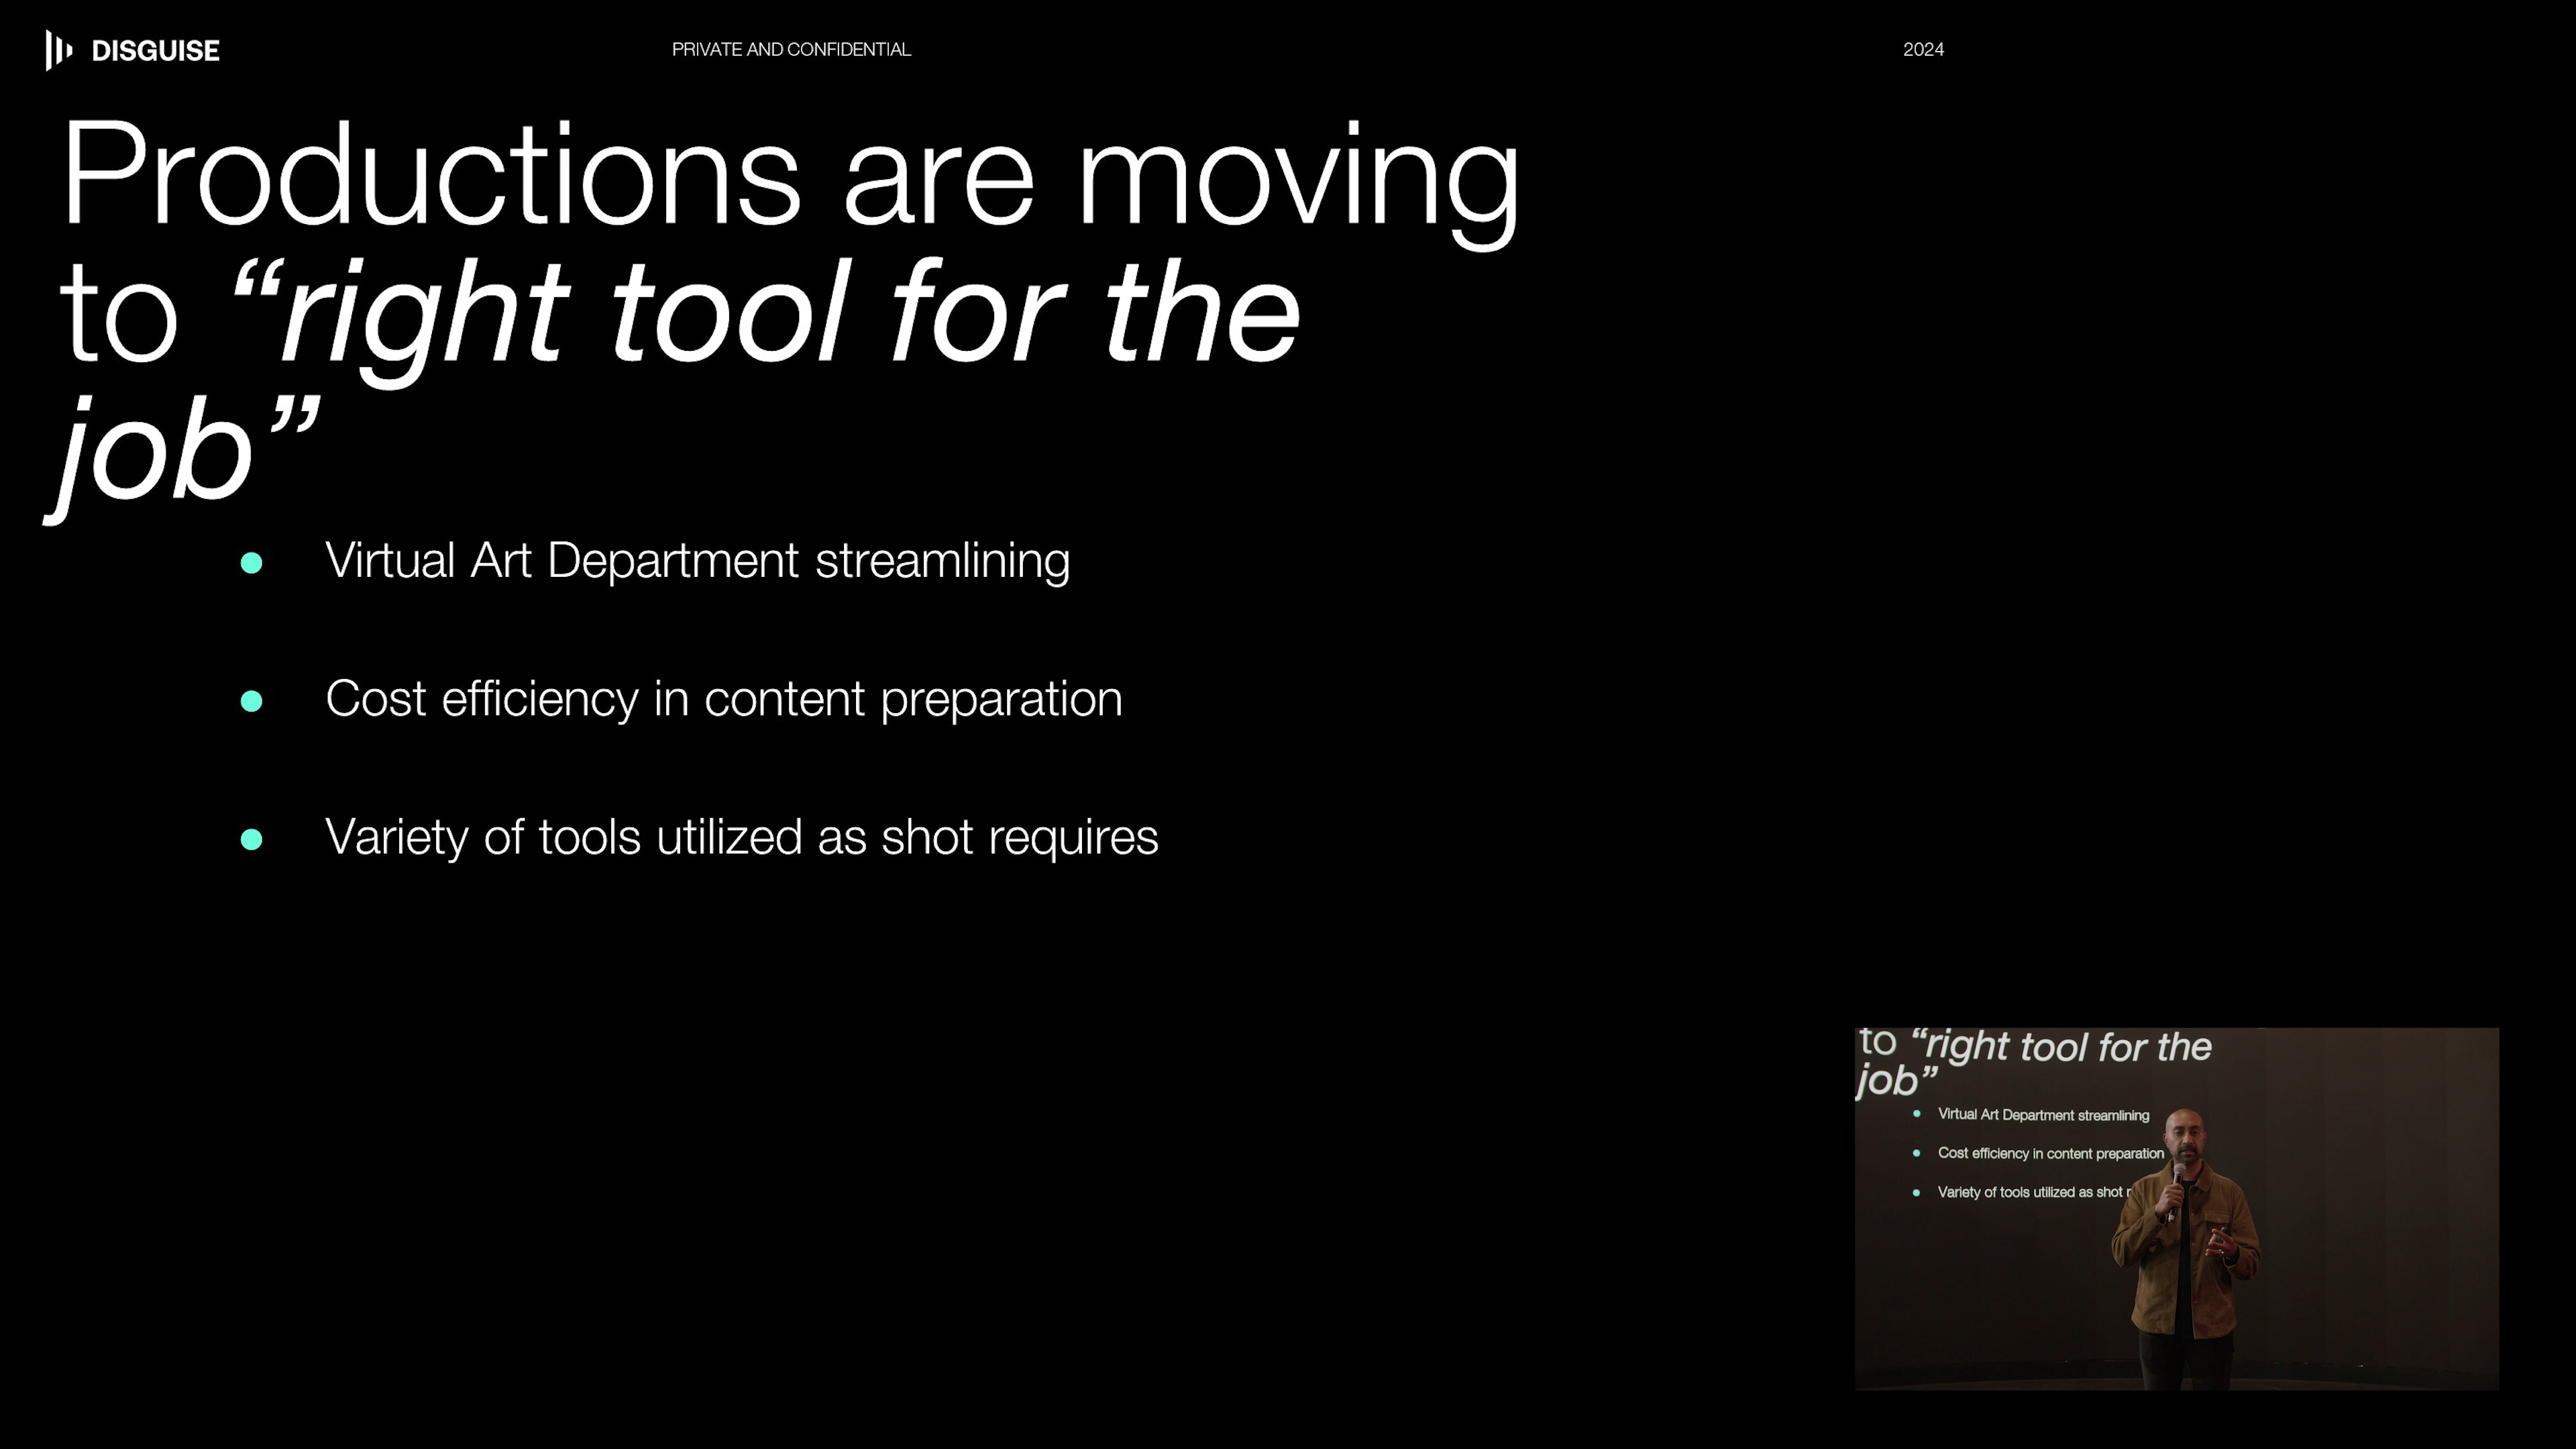 DISGUISE
PRIVATE AND CONFIDENTIAL
2024
Productions are moving
to “right tool for the
job”
Virtual Art Department streamlining
Cost efficiency in content preparation
Variety of tools utilized as shot requires
to “right tool for the
job”
Virtual Art Department streamlining
Cost efficiency in content preparation
Variety of tools utilized as shot r